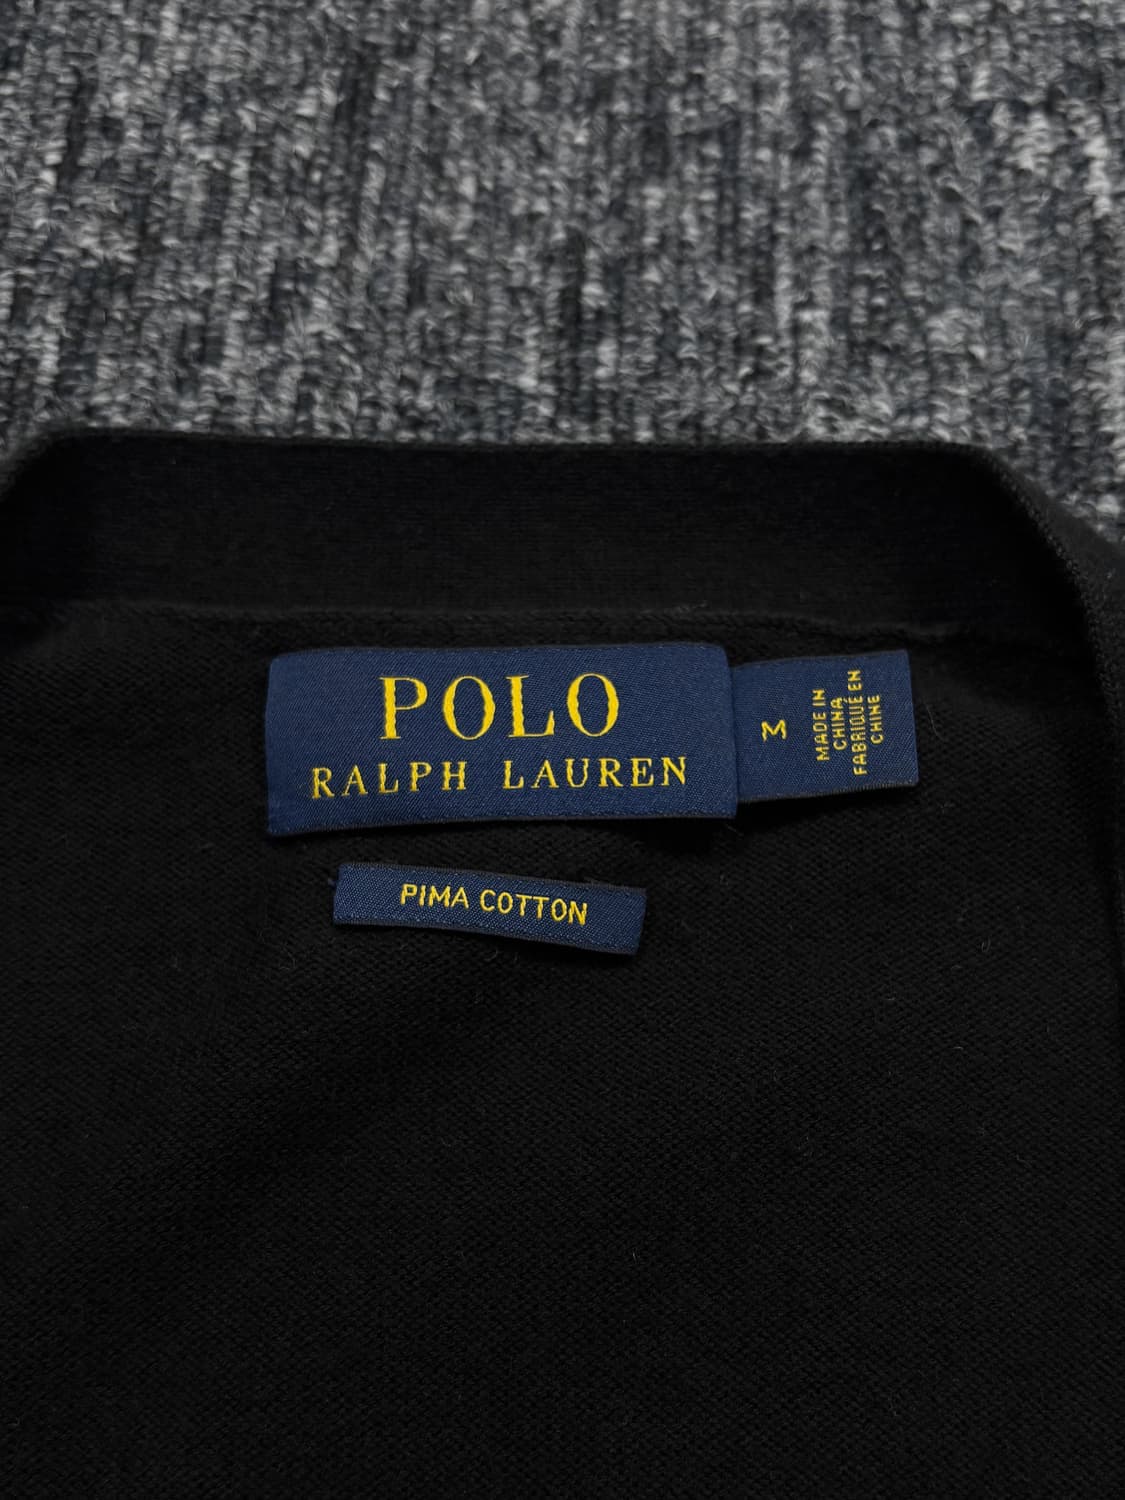 POLO
RALPH LAUREN
M
MADE IN
CHINA
FABRIQUÉ EN
CHINE
PIMA COTTON